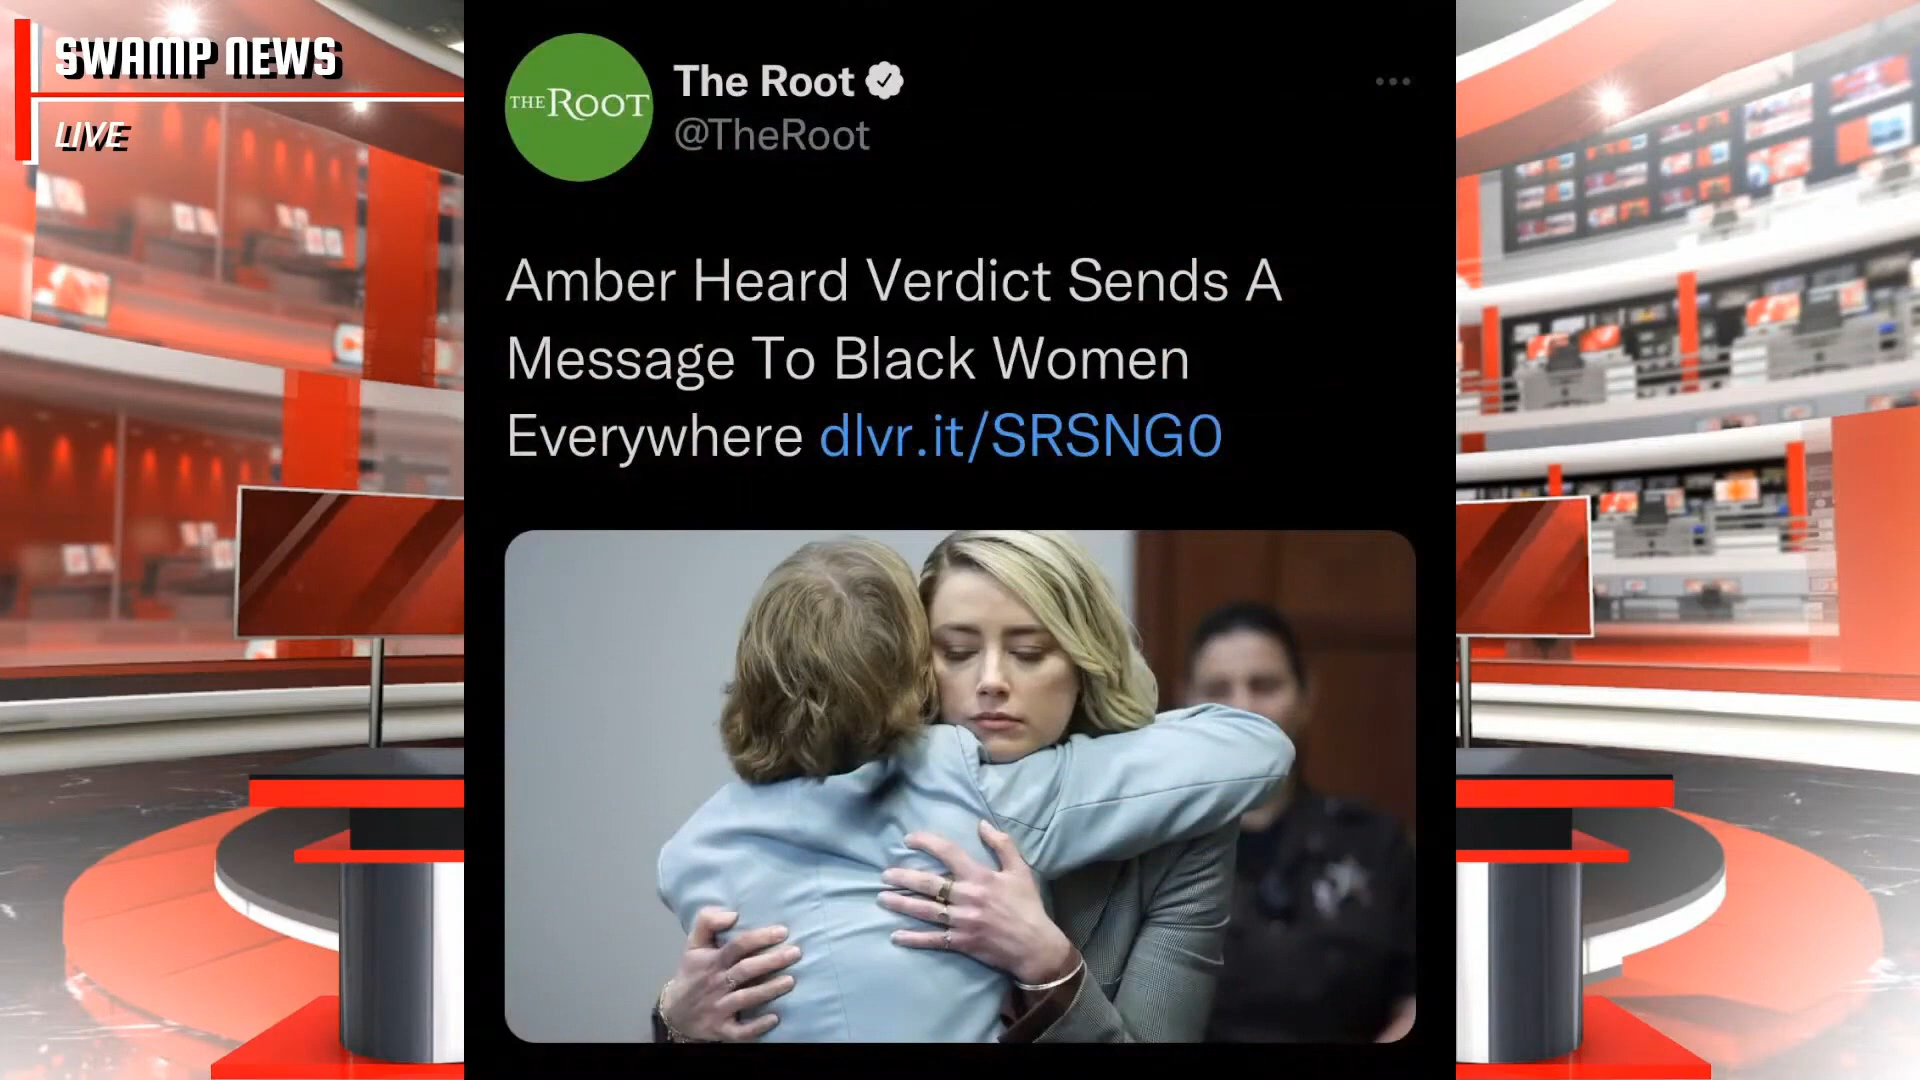 SWAMP NEWS
LIVE
THE ROOT
The Root
@TheRoot
Amber Heard Verdict Sends A
Message To Black Women
Everywhere dlvr.it/SRSNG0